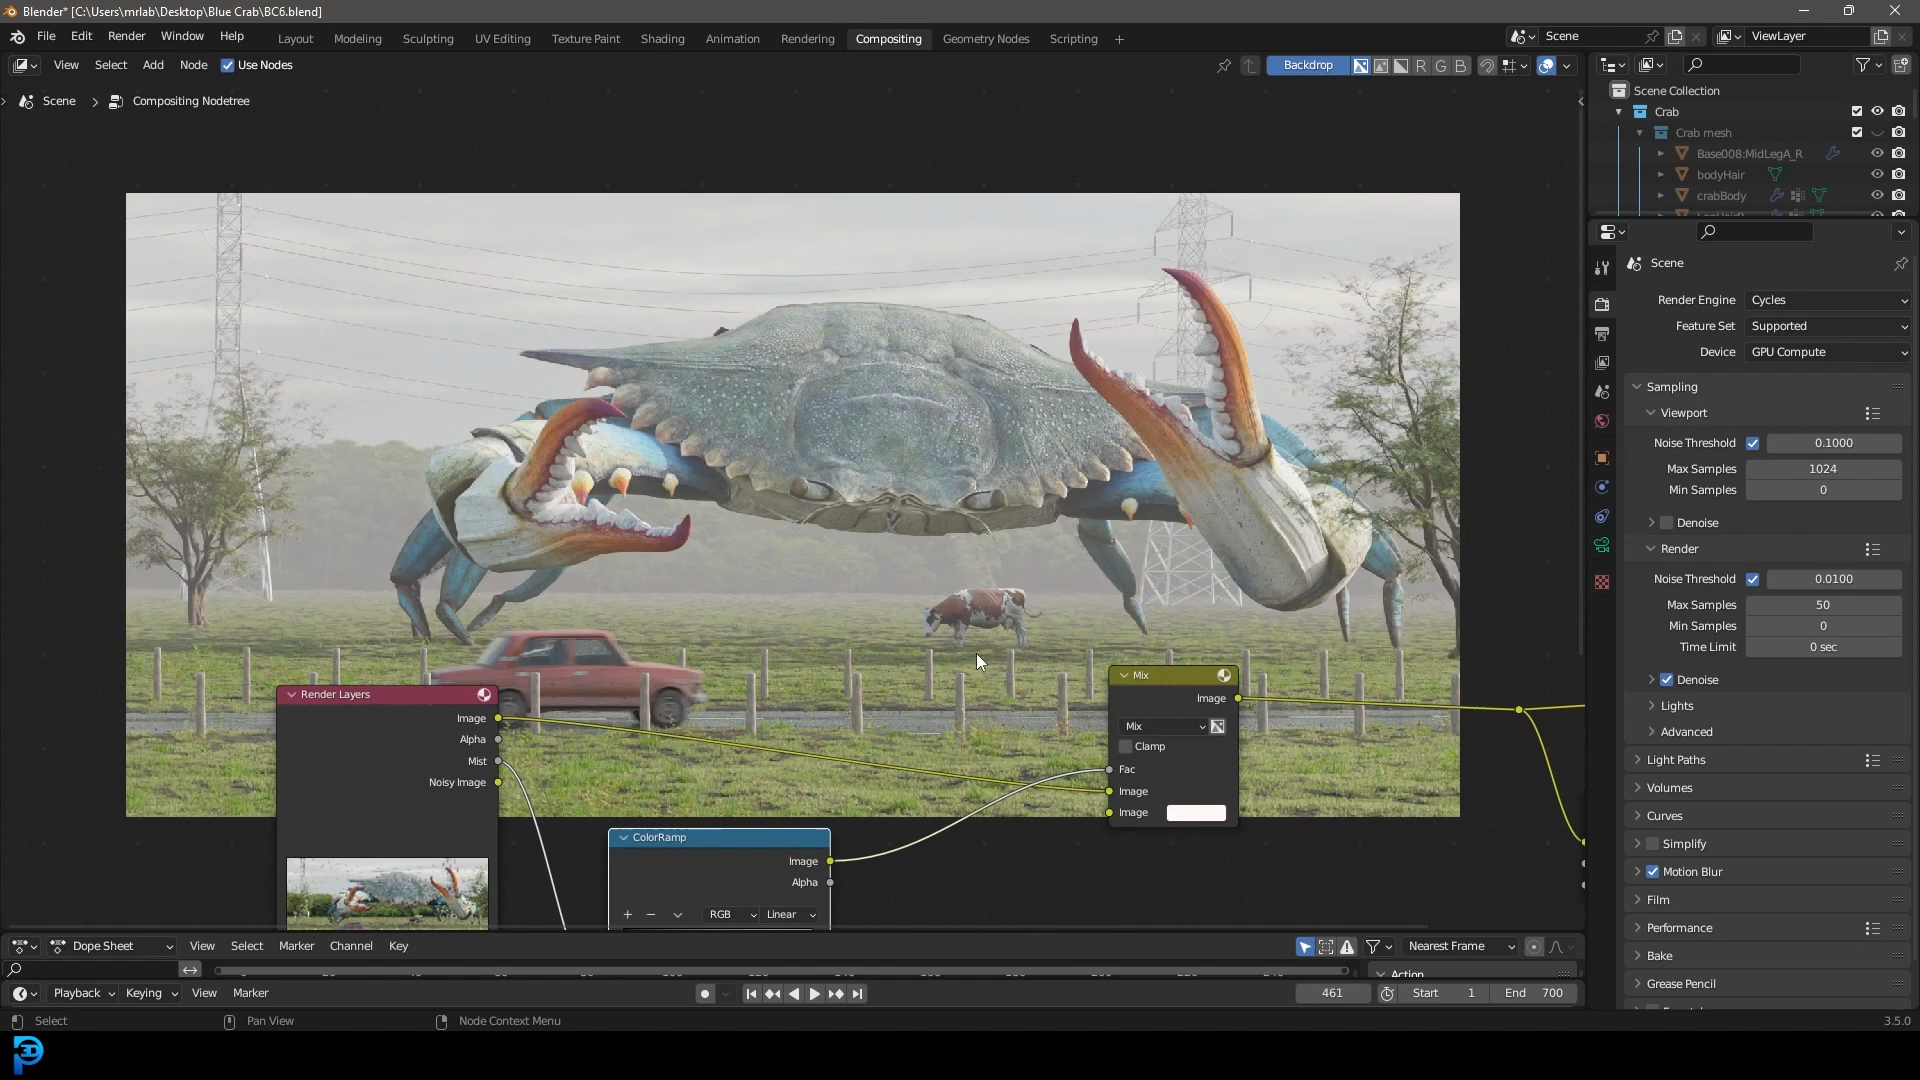 Blender* [C:\Users\mrlab\Desktop\Blue Crab\BC6.blend]
File Edit Render Window Help Layout Modeling Sculpting UV Editing Texture Paint Shading Animation Rendering Compositing Geometry Nodes Scripting + Scene ViewLayer
View Select Add Node Use Nodes Backdrop R G B
Scene > Compositing Nodetree
Scene Collection
Crab
Crab mesh
Base008:MidLegA_R
bodyHair
crabBody
Scene
Render Engine Cycles
Feature Set Supported
Device GPU Compute
Sampling
Viewport
Noise Threshold 0.1000
Max Samples 1024
Min Samples 0
Denoise
Render
Noise Threshold 0.0100
Max Samples 50
Min Samples 0
Time Limit 0 sec
Denoise
Lights
Advanced
Light Paths
Volumes
Curves
Simplify
Motion Blur
Film
Performance
Bake
Grease Pencil
Render Layers
Image
Alpha
Mist
Noisy Image
ColorRamp
Image
Alpha
+ − RGB Linear
Mix
Image
Mix
Clamp
Fac
Image
Image
Dope Sheet View Select Marker Channel Key Nearest Frame
Action
Playback Keying View Marker 461 Start 1 End 700
Select Pan View Node Context Menu 3.5.0